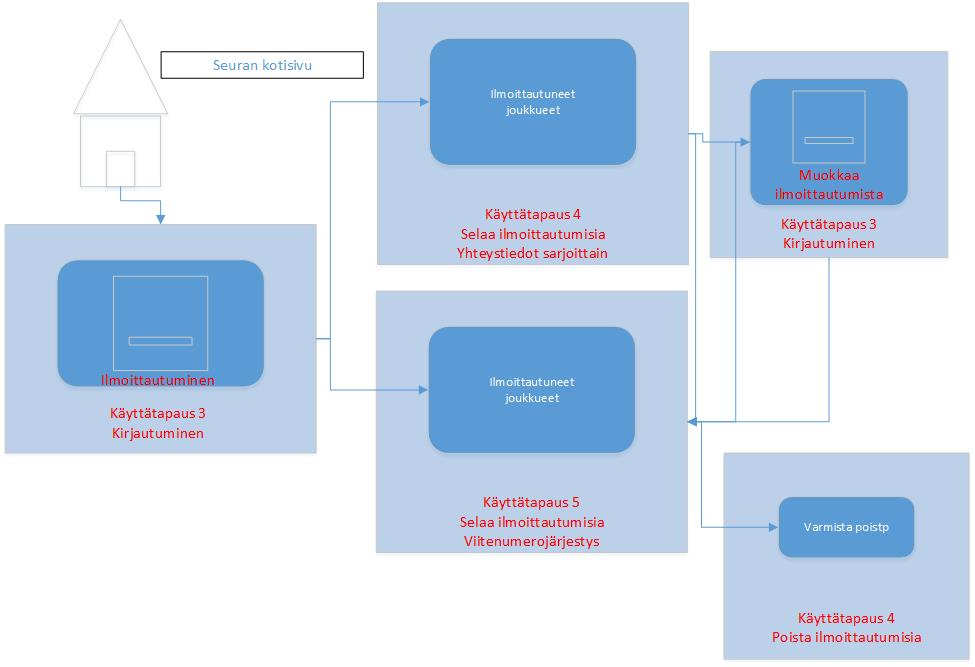 Seuran kotisivu
Ilmoittautuminen
Käyttätapaus 3
Kirjautuminen
Ilmoittautuneet
joukkueet
Käyttätapaus 4
Selaa ilmoittautumisia
Yhteystiedot sarjoittain
Ilmoittautuneet
joukkueet
Käyttätapaus 5
Selaa ilmoittautumisia
Viitenumerojärjestys
Muokkaa
ilmoittautumista
Käyttätapaus 3
Kirjautuminen
Varmista poistp
Käyttätapaus 4
Poista ilmoittautumisia